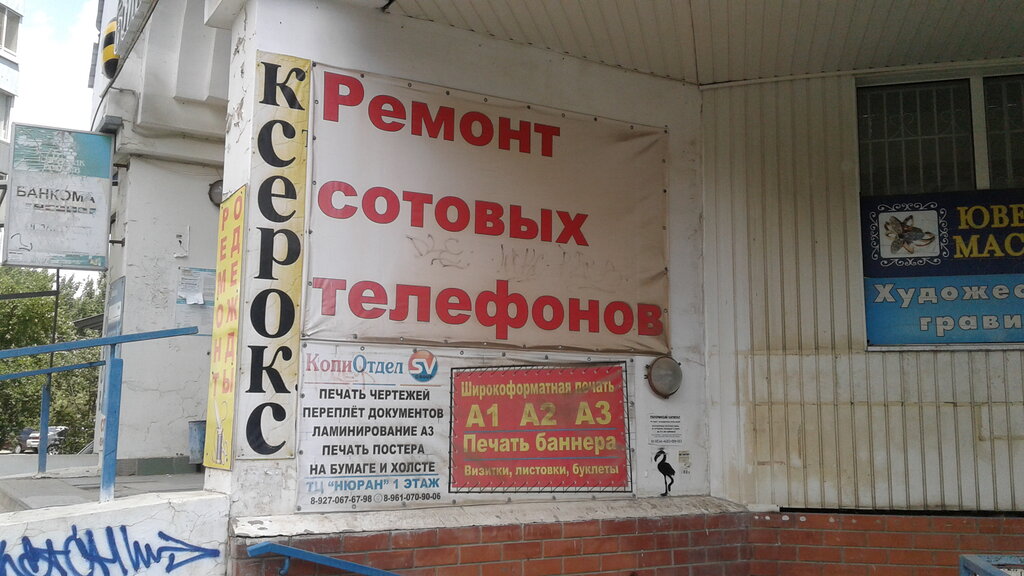 БАНКОМА
РЕМОНТ
ОДЕЖДЫ
ксерокс
Ремонт
сотовых
телефонов
КопиОтдел SV
ПЕЧАТЬ ЧЕРТЕЖЕЙ
ПЕРЕПЛЁТ ДОКУМЕНТОВ
ЛАМИНИРОВАНИЕ А3
ПЕЧАТЬ ПОСТЕРА
НА БУМАГЕ И ХОЛСТЕ
ТЦ "НЮРАН" 1 ЭТАЖ
8-927-067-67-98 8-961-070-90-06
Широкоформатная печать
А1 А2 А3
Печать баннера
Визитки, листовки, буклеты
ЮВЕ
МАС
Художес
грави